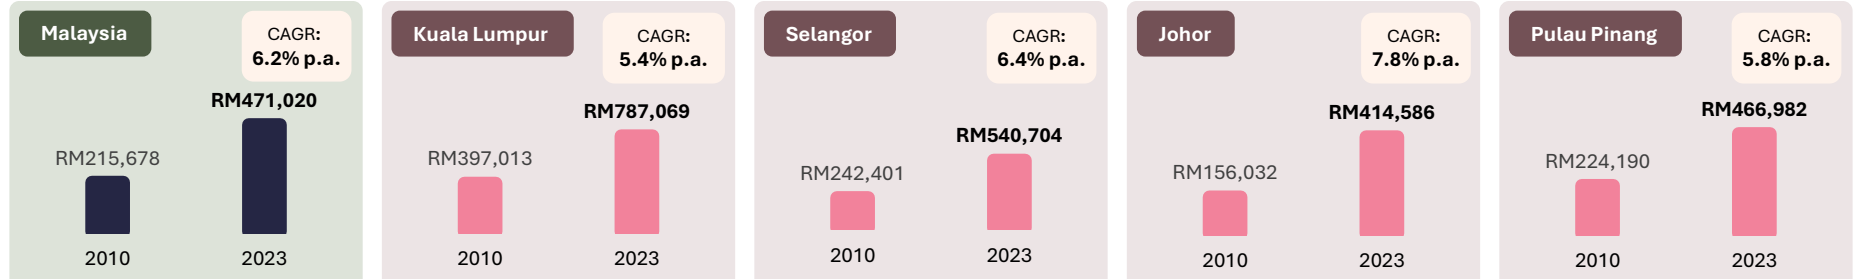 Malaysia
CAGR:
6.2% p.a.
RM471,020
RM215,678
2010
2023
Kuala Lumpur
CAGR:
5.4% p.a.
RM787,069
RM397,013
2010
2023
Selangor
CAGR:
6.4% p.a.
RM540,704
RM242,401
2010
2023
Johor
CAGR:
7.8% p.a.
RM414,586
RM156,032
2010
2023
Pulau Pinang
CAGR:
5.8% p.a.
RM466,982
RM224,190
2010
2023